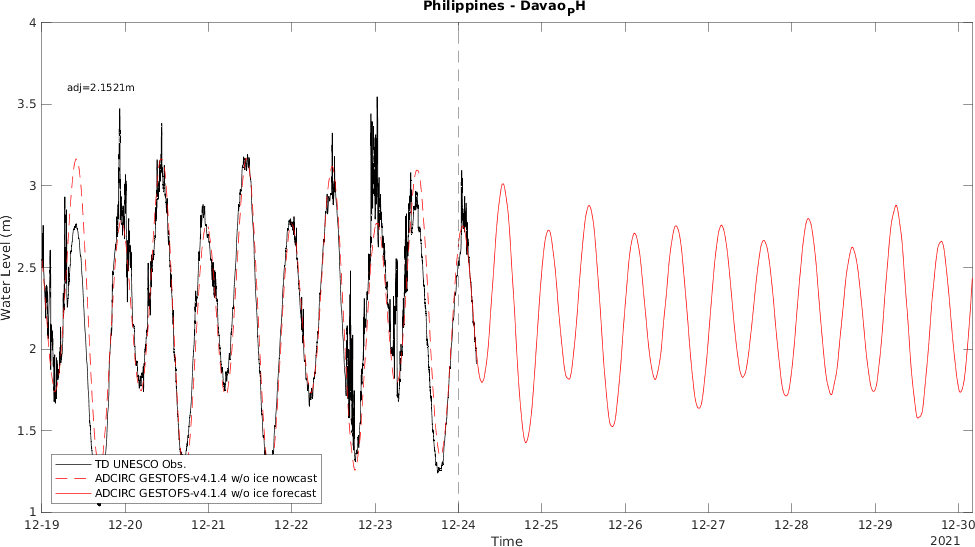 Philippines - Davao_PH
4
3.5
3
2.5
2
1.5
1
Water Level (m)
adj=2.1521m
TD UNESCO Obs.
ADCIRC GESTOFS-v4.1.4 w/o ice nowcast
ADCIRC GESTOFS-v4.1.4 w/o ice forecast
12-19 12-20 12-21 12-22 12-23 12-24 12-25 12-26 12-27 12-28 12-29 12-30
Time
2021